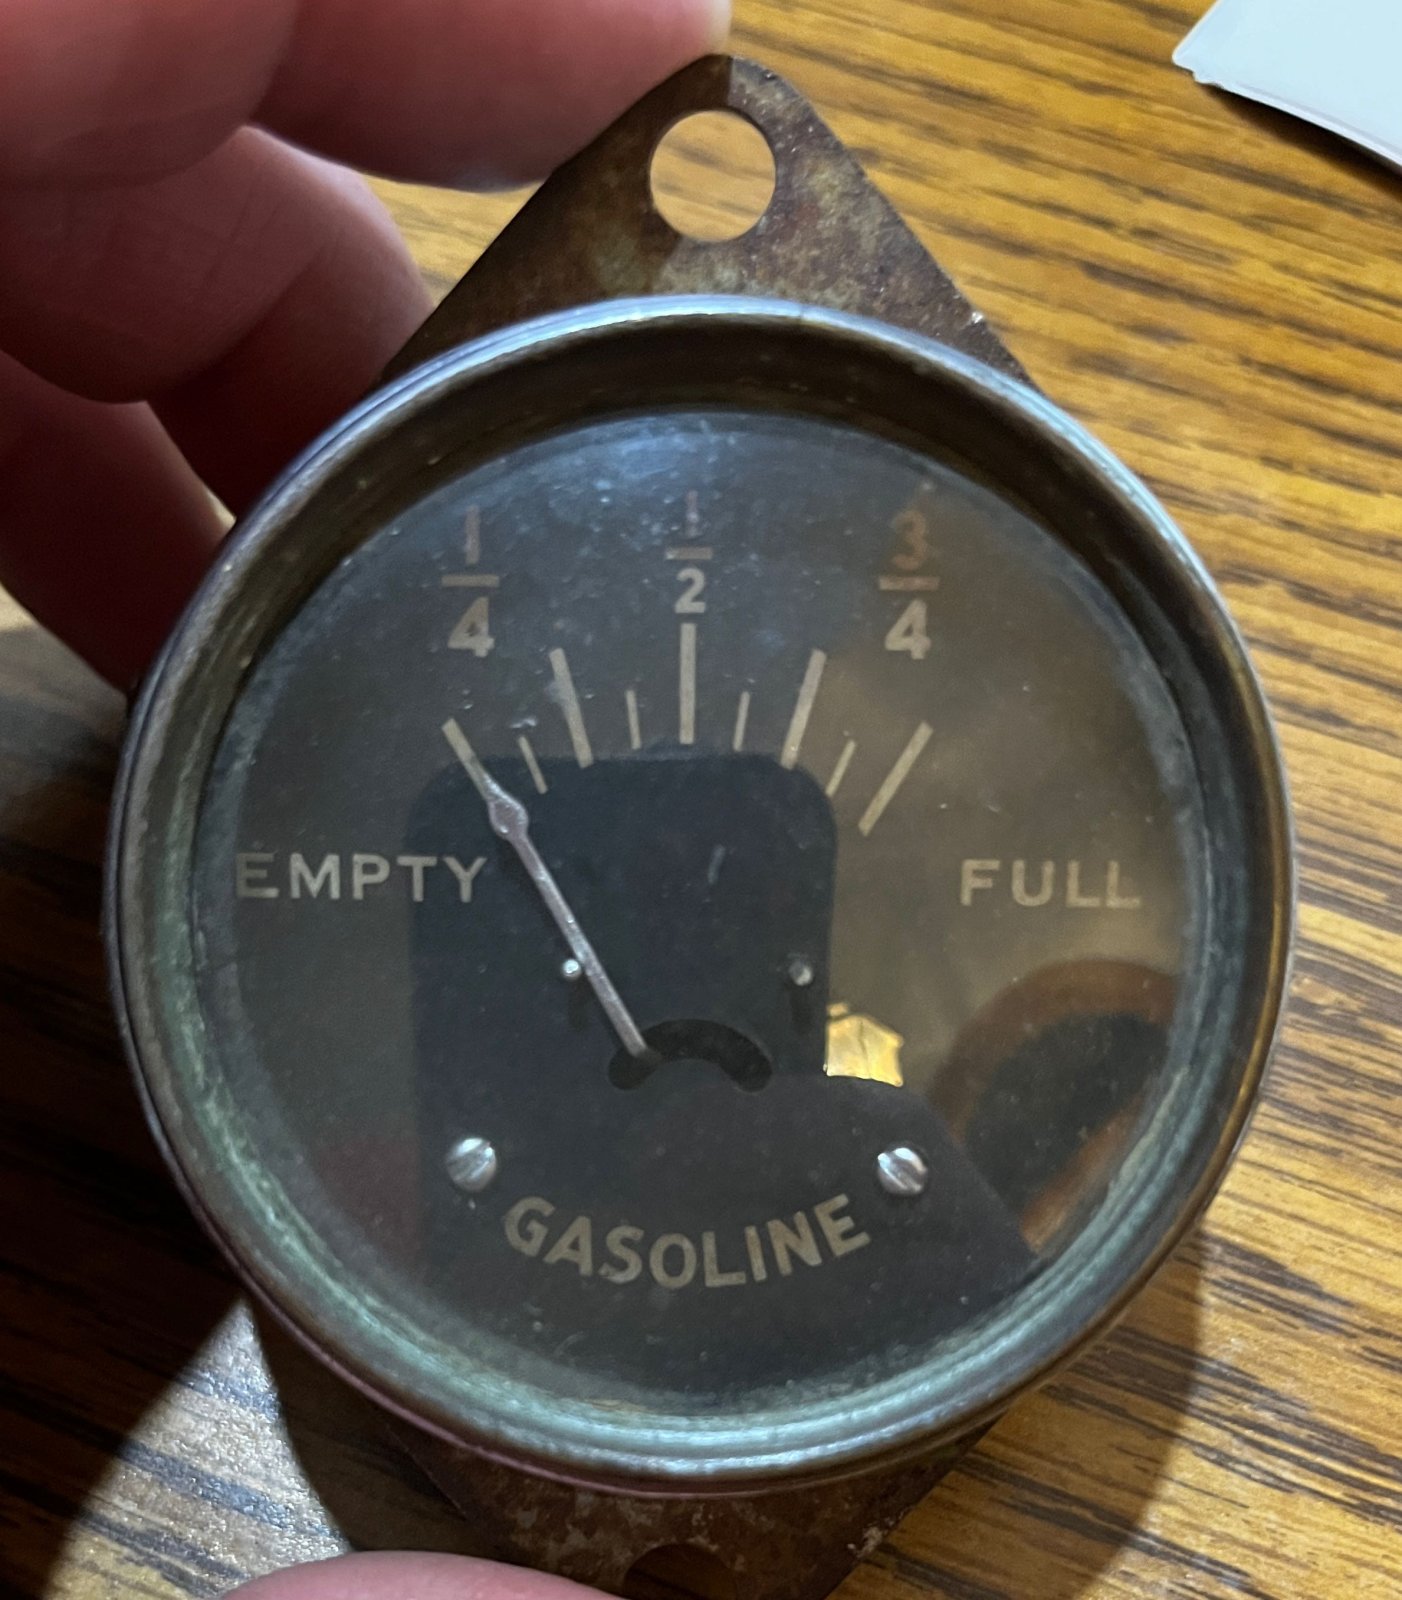 1/4 1/2 3/4
EMPTY FULL
GASOLINE